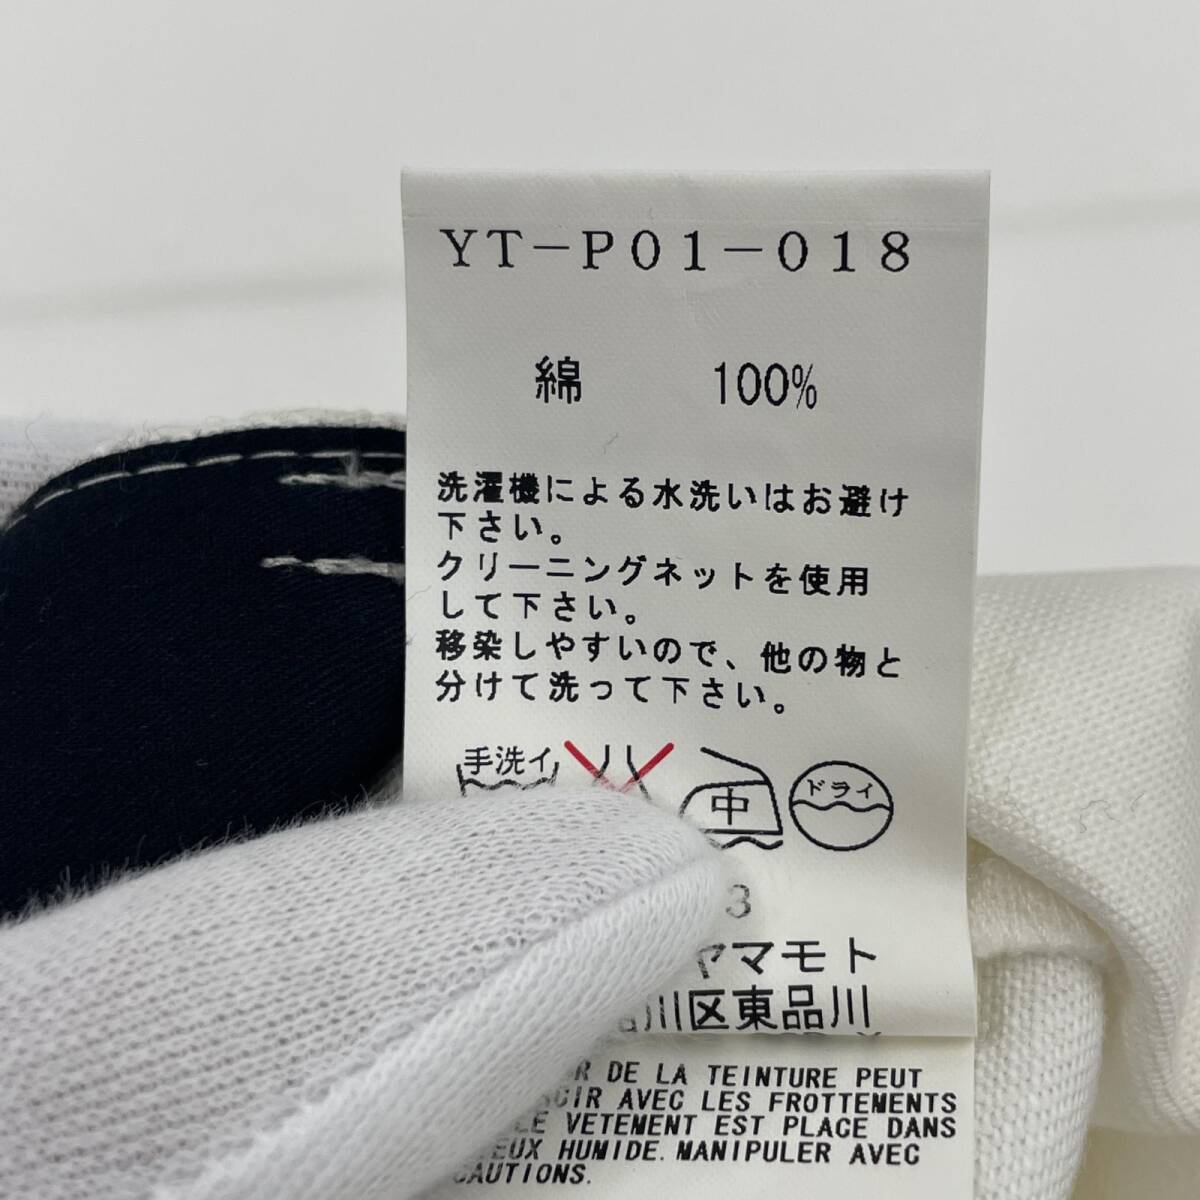 YT-P01-018
綿 100%
洗濯機による水洗いはお避け
下さい。
クリーニングネットを使用
して下さい。
移染しやすいので、他の物と
分けて洗って下さい。
手洗イ 中 ドライ
3
ヤマモト
川区東品川
DE LA TEINTURE PEUT
AVEC LES FROTTEMENTS
LE VETEMENT EST PLACE DANS
HUMIDE. MANIPULER AVEC